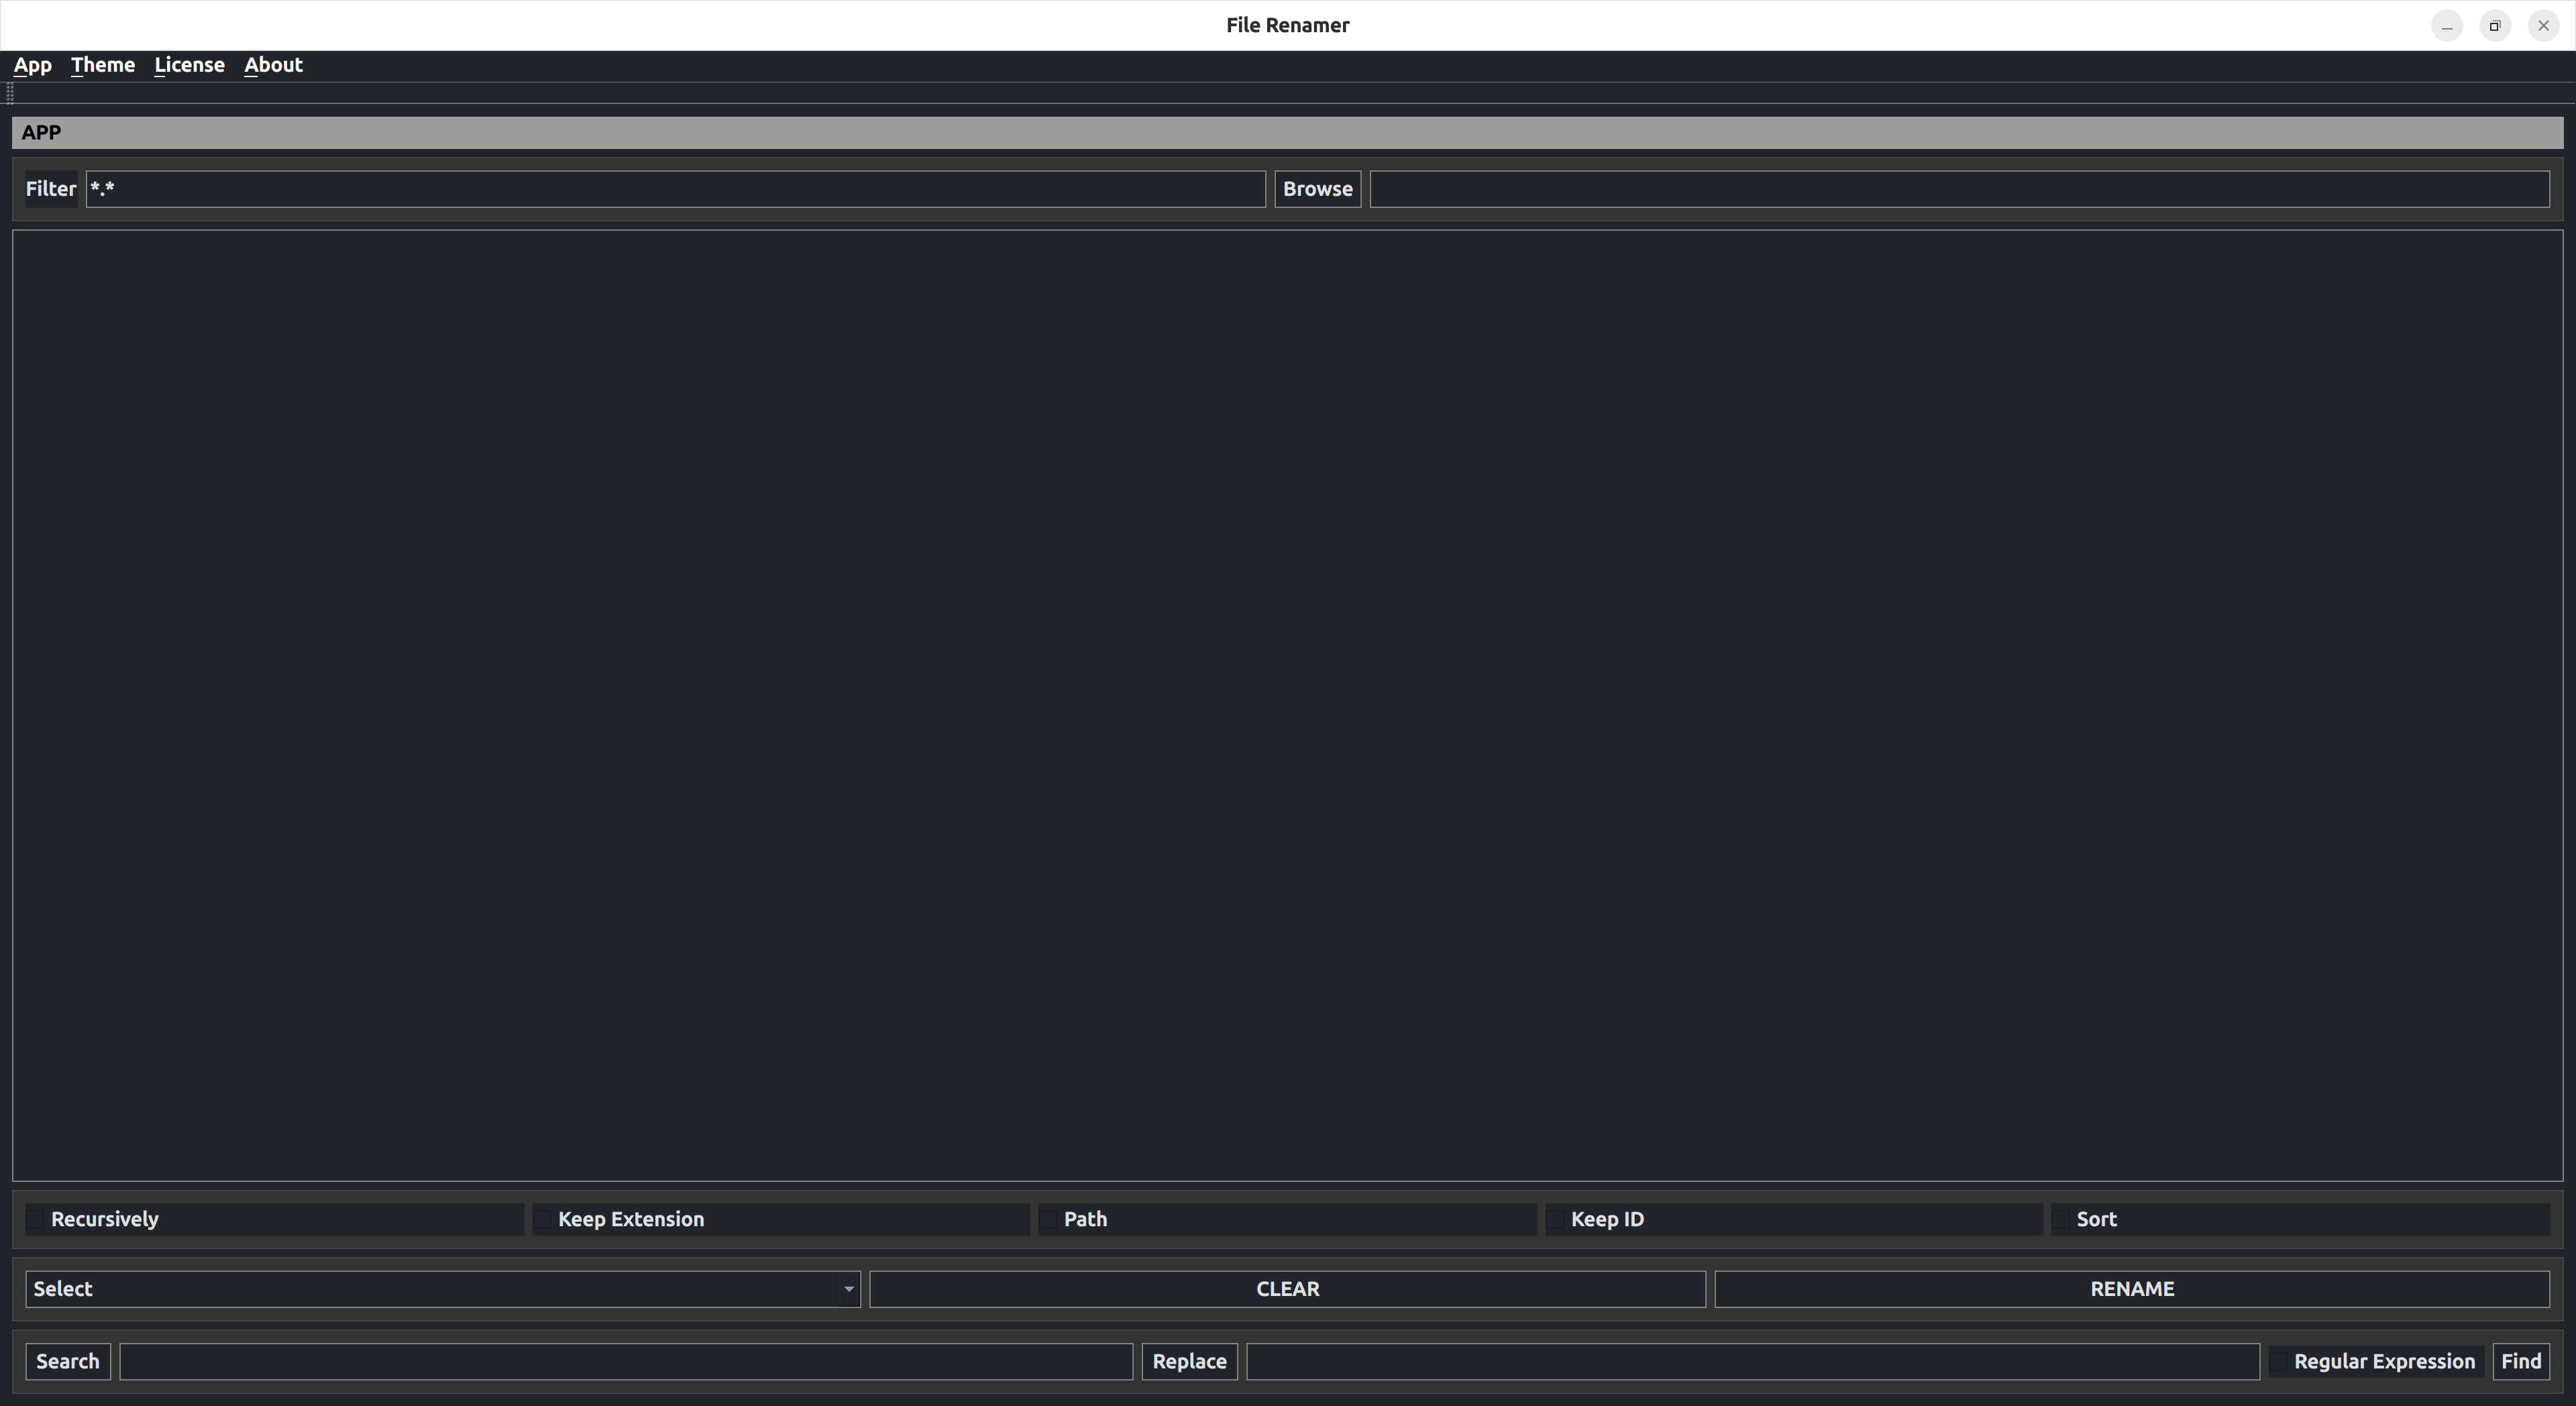 File Renamer
App Theme License About
APP
Filter *.* Browse
Recursively Keep Extension Path Keep ID Sort
Select CLEAR RENAME
Search Replace Regular Expression Find